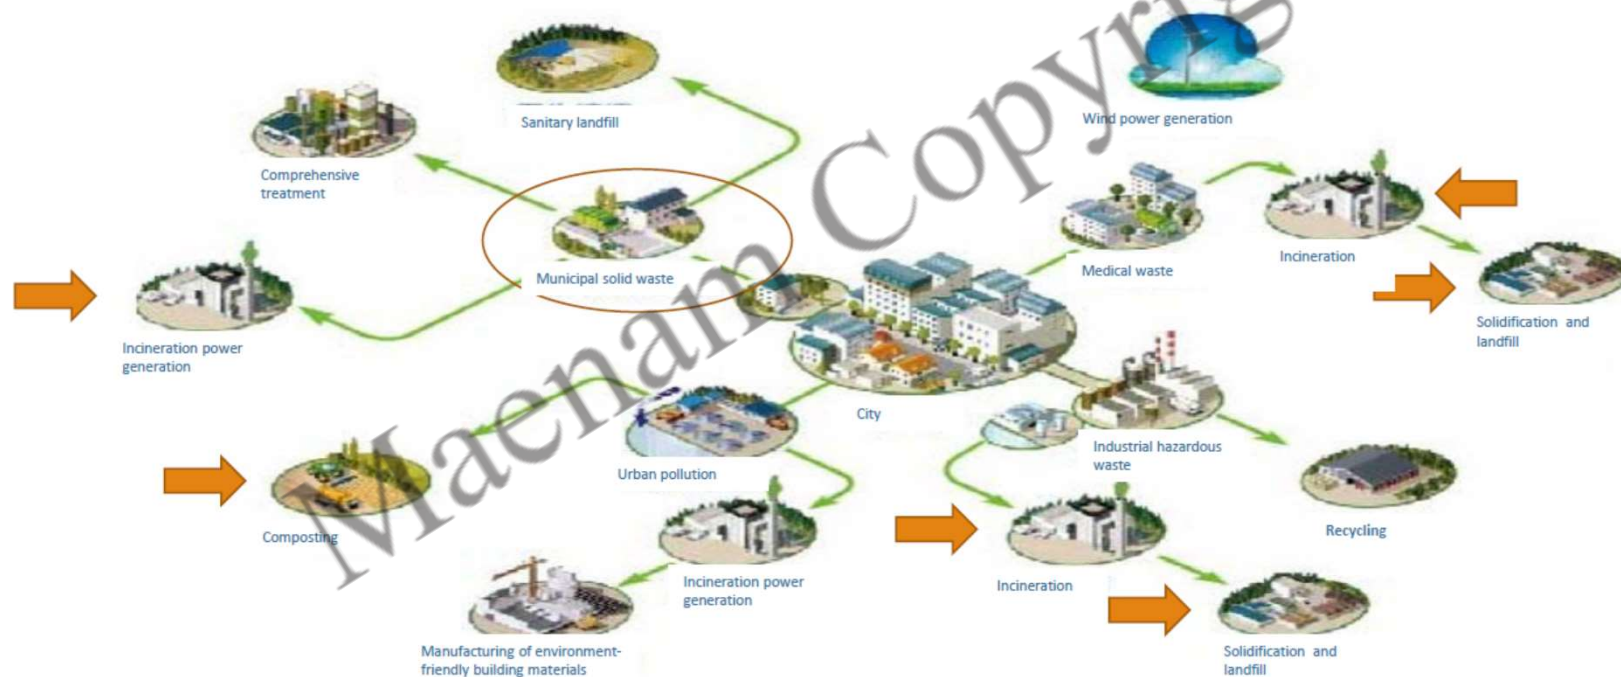 Sanitary landfill
Wind power generation
Comprehensive
treatment
Municipal solid waste
Medical waste
Incineration
Solidification and
landfill
Incineration power
generation
City
Urban pollution
Industrial hazardous
waste
Composting
Recycling
Incineration power
generation
Incineration
Manufacturing of environment-
friendly building materials
Solidification and
landfill
Maenam Copyrig